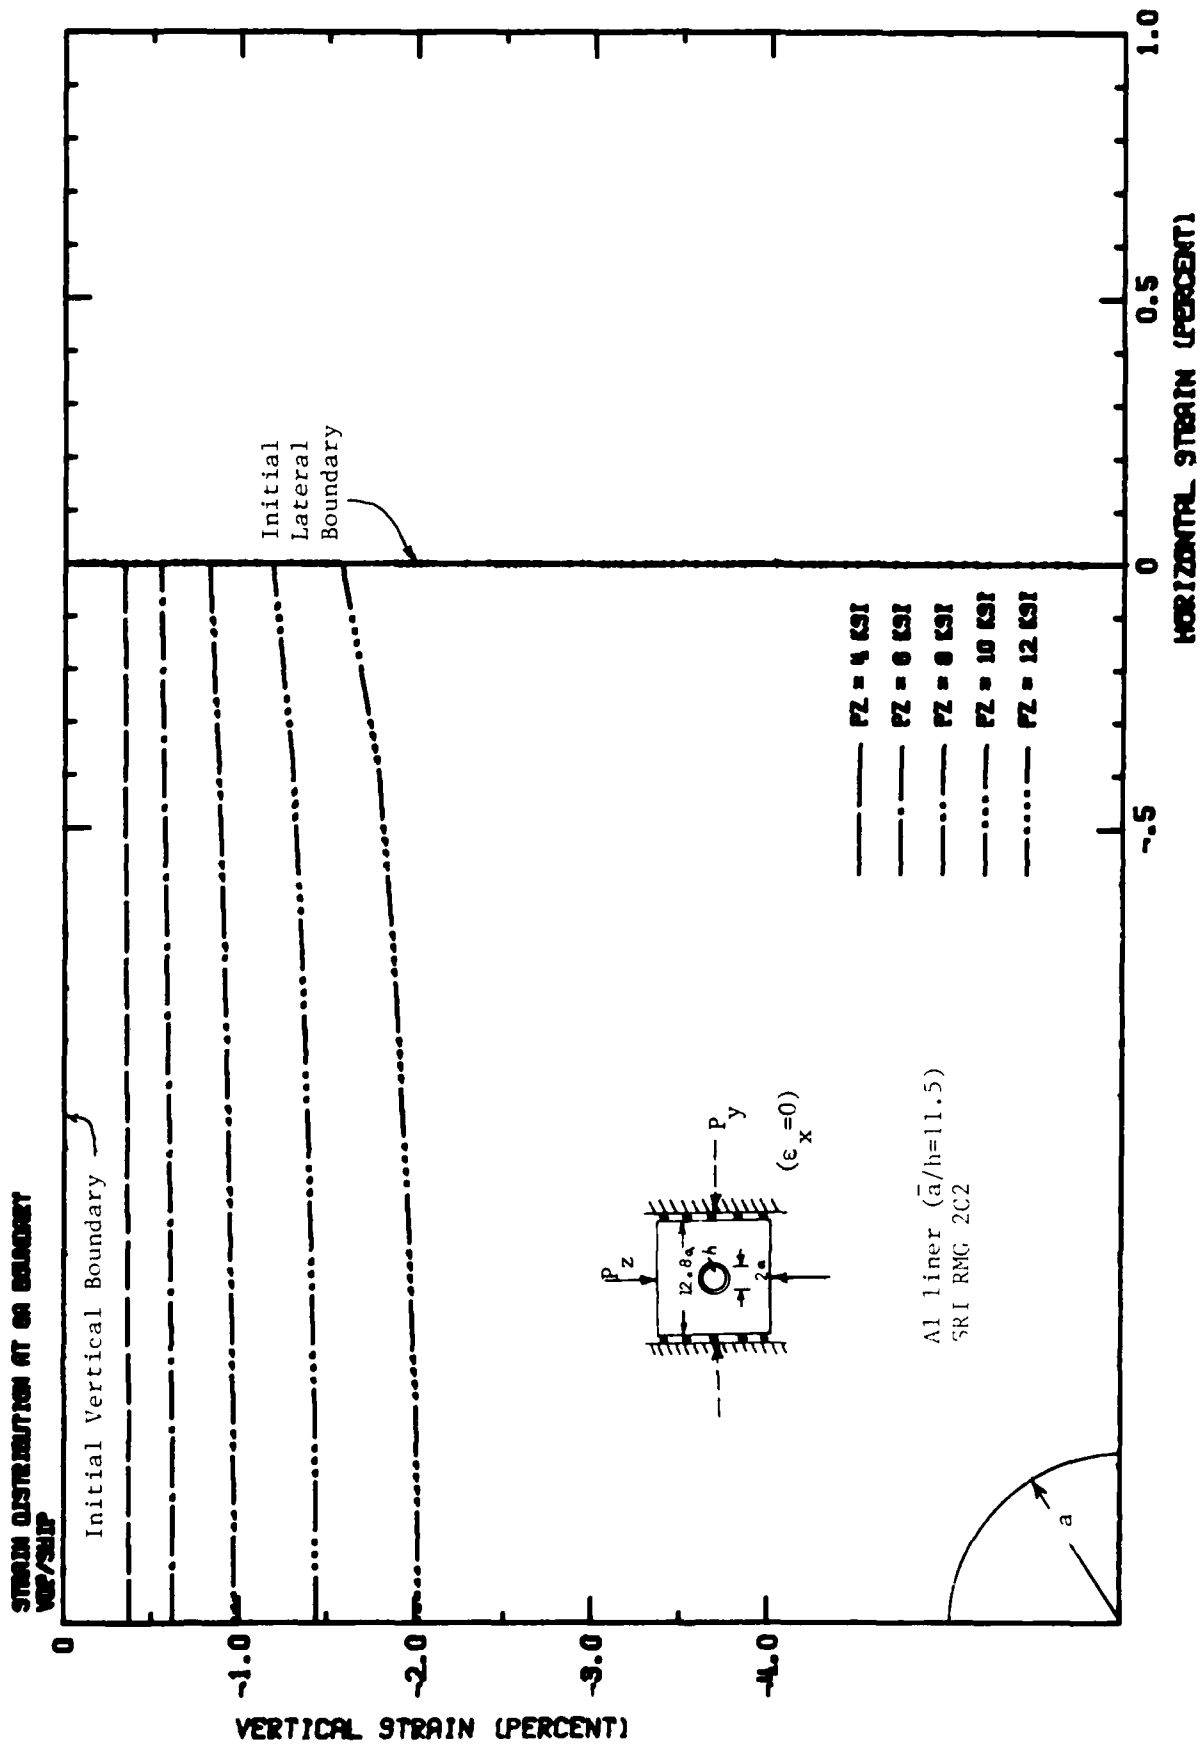 STRAIN DISTRIBUTION AT 6A BOUNDARY
0
-1.0
-2.0
-3.0
-4.0
VERTICAL STRAIN (PERCENT)
Initial Vertical Boundary
Initial
Lateral
Boundary
P z
12.8a
h
2a
P y
(ε x =0)
Al liner (a̅/h=11.5)
SRI RMG 2C2
a
PZ = 4 KSI
PZ = 6 KSI
PZ = 8 KSI
PZ = 10 KSI
PZ = 12 KSI
-.5
0
0.5
1.0
HORIZONTAL STRAIN (PERCENT)